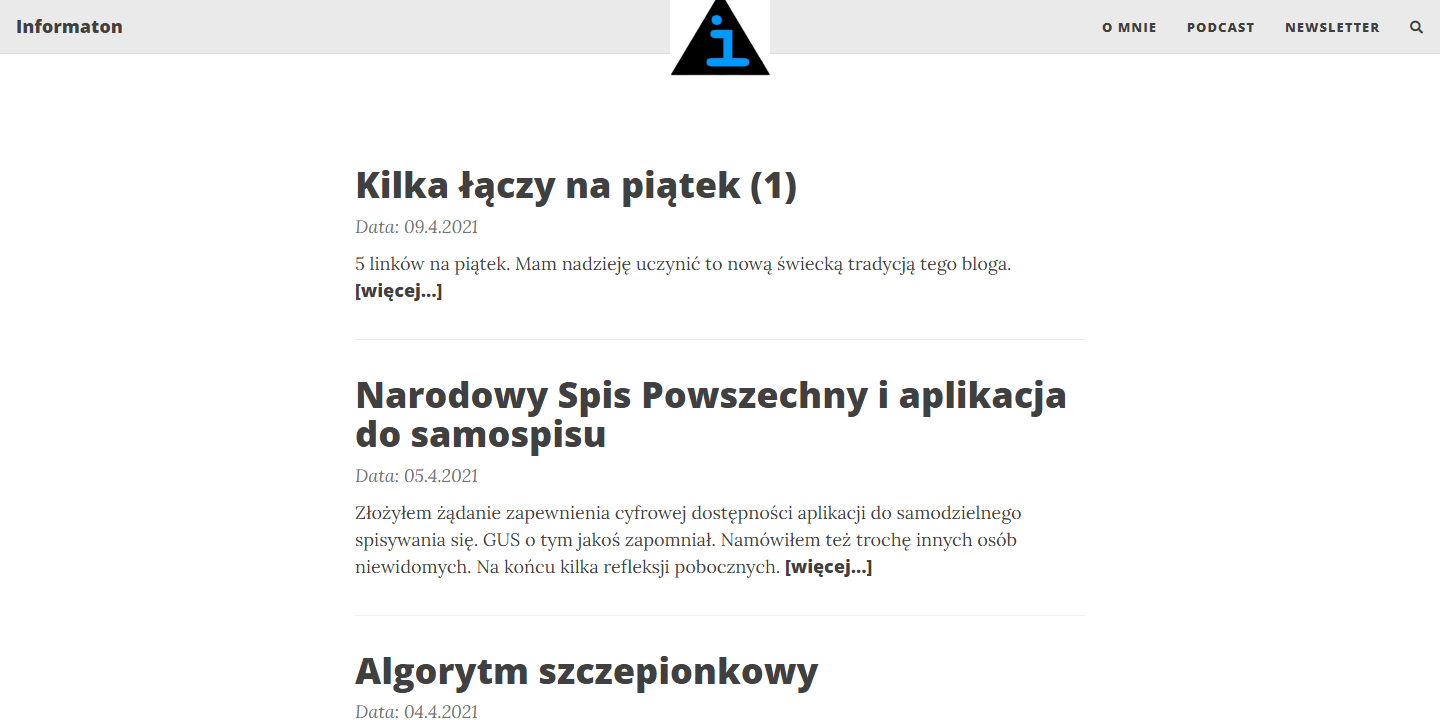 Informaton
i
O MNIE
PODCAST
NEWSLETTER
Kilka łączy na piątek (1)
Data: 09.4.2021
5 linków na piątek. Mam nadzieję uczynić to nową świecką tradycją tego bloga.
[więcej...]
Narodowy Spis Powszechny i aplikacja
do samospisu
Data: 05.4.2021
Złożyłem żądanie zapewnienia cyfrowej dostępności aplikacji do samodzielnego
spisywania się. GUS o tym jakoś zapomniał. Namówiłem też trochę innych osób
niewidomych. Na końcu kilka refleksji pobocznych. [więcej...]
Algorytm szczepionkowy
Data: 04.4.2021